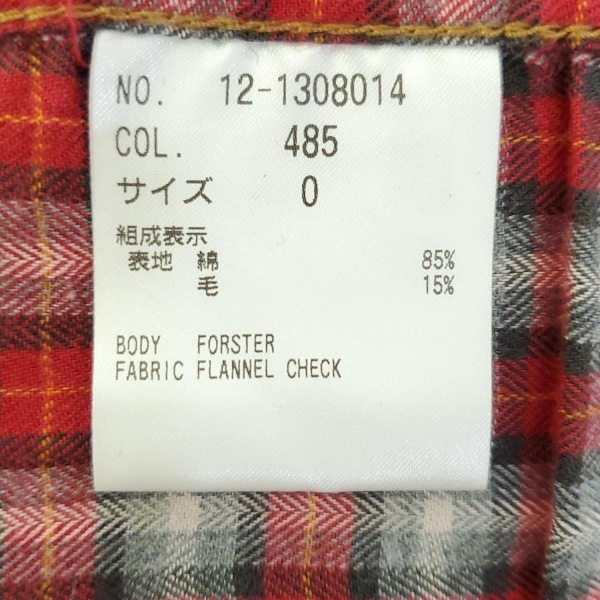 NO. 12-1308014
COL. 485
サイズ 0
組成表示
表地 綿 85%
毛 15%
BODY FORSTER
FABRIC FLANNEL CHECK